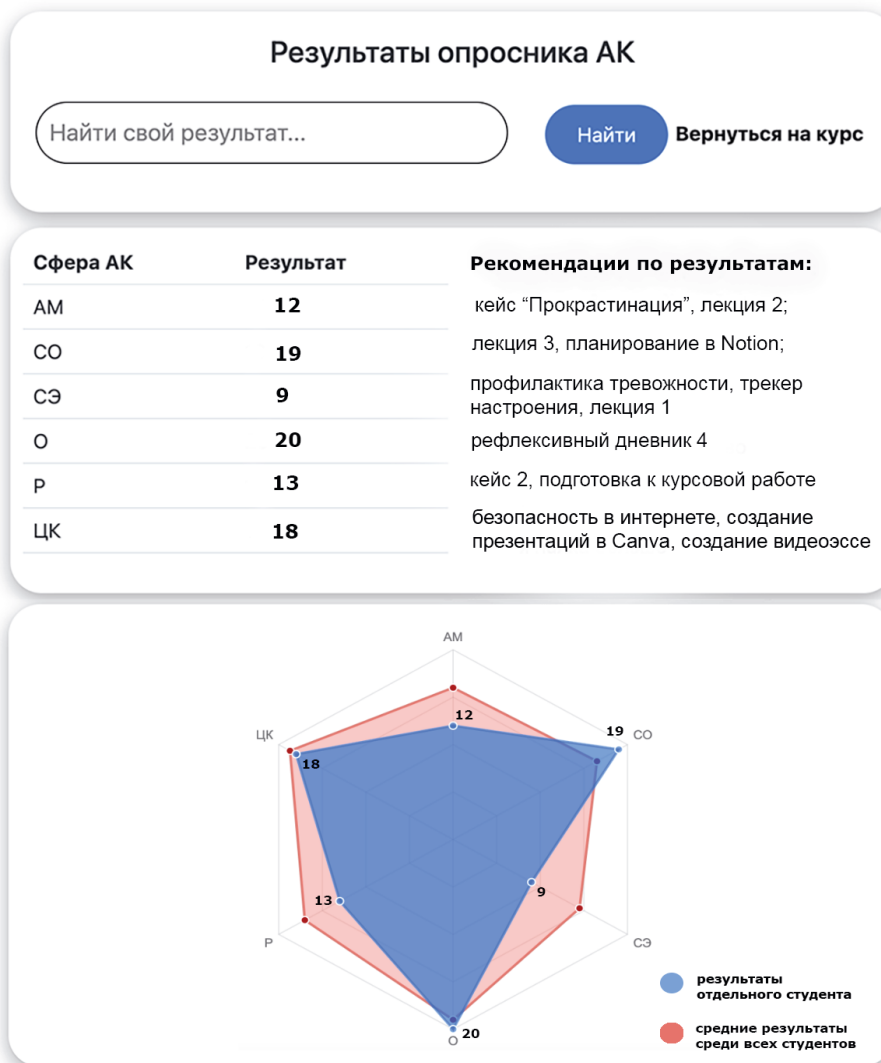 Результаты опросника АК
Найти свой результат...
Найти
Вернуться на курс
Сфера АК
Результат
Рекомендации по результатам:
АМ
12
кейс “Прокрастинация”, лекция 2;
СО
19
лекция 3, планирование в Notion;
СЭ
9
профилактика тревожности, трекер
настроения, лекция 1
О
20
рефлексивный дневник 4
Р
13
кейс 2, подготовка к курсовой работе
ЦК
18
безопасность в интернете, создание
презентаций в Canva, создание видеоэссе
АМ
12
19
СО
ЦК
18
9
13
Р
СЭ
20
О
результаты
отдельного студента
средние результаты
среди всех студентов